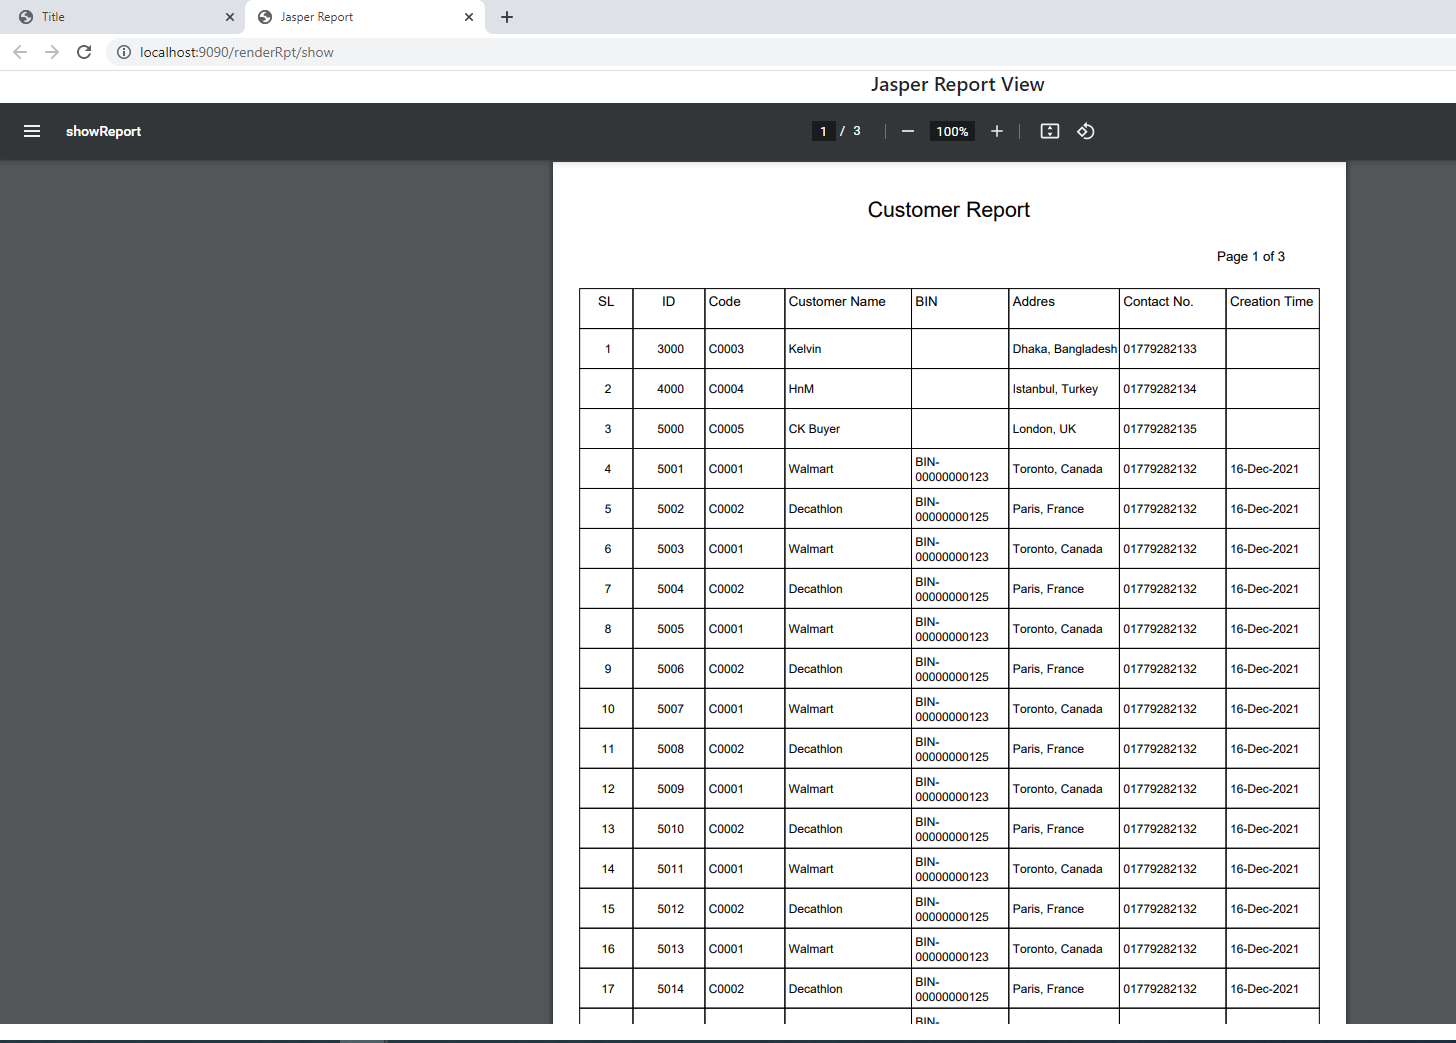 Title
Jasper Report
localhost:9090/renderRpt/show
Jasper Report View
showReport
1 / 3
100%
Customer Report
Page 1 of 3
SL ID Code Customer Name BIN Addres Contact No. Creation Time
1 3000 C0003 Kelvin Dhaka, Bangladesh 01779282133
2 4000 C0004 HnM Istanbul, Turkey 01779282134
3 5000 C0005 CK Buyer London, UK 01779282135
4 5001 C0001 Walmart BIN-00000000123 Toronto, Canada 01779282132 16-Dec-2021
5 5002 C0002 Decathlon BIN-00000000125 Paris, France 01779282132 16-Dec-2021
6 5003 C0001 Walmart BIN-00000000123 Toronto, Canada 01779282132 16-Dec-2021
7 5004 C0002 Decathlon BIN-00000000125 Paris, France 01779282132 16-Dec-2021
8 5005 C0001 Walmart BIN-00000000123 Toronto, Canada 01779282132 16-Dec-2021
9 5006 C0002 Decathlon BIN-00000000125 Paris, France 01779282132 16-Dec-2021
10 5007 C0001 Walmart BIN-00000000123 Toronto, Canada 01779282132 16-Dec-2021
11 5008 C0002 Decathlon BIN-00000000125 Paris, France 01779282132 16-Dec-2021
12 5009 C0001 Walmart BIN-00000000123 Toronto, Canada 01779282132 16-Dec-2021
13 5010 C0002 Decathlon BIN-00000000125 Paris, France 01779282132 16-Dec-2021
14 5011 C0001 Walmart BIN-00000000123 Toronto, Canada 01779282132 16-Dec-2021
15 5012 C0002 Decathlon BIN-00000000125 Paris, France 01779282132 16-Dec-2021
16 5013 C0001 Walmart BIN-00000000123 Toronto, Canada 01779282132 16-Dec-2021
17 5014 C0002 Decathlon BIN-00000000125 Paris, France 01779282132 16-Dec-2021
BIN-